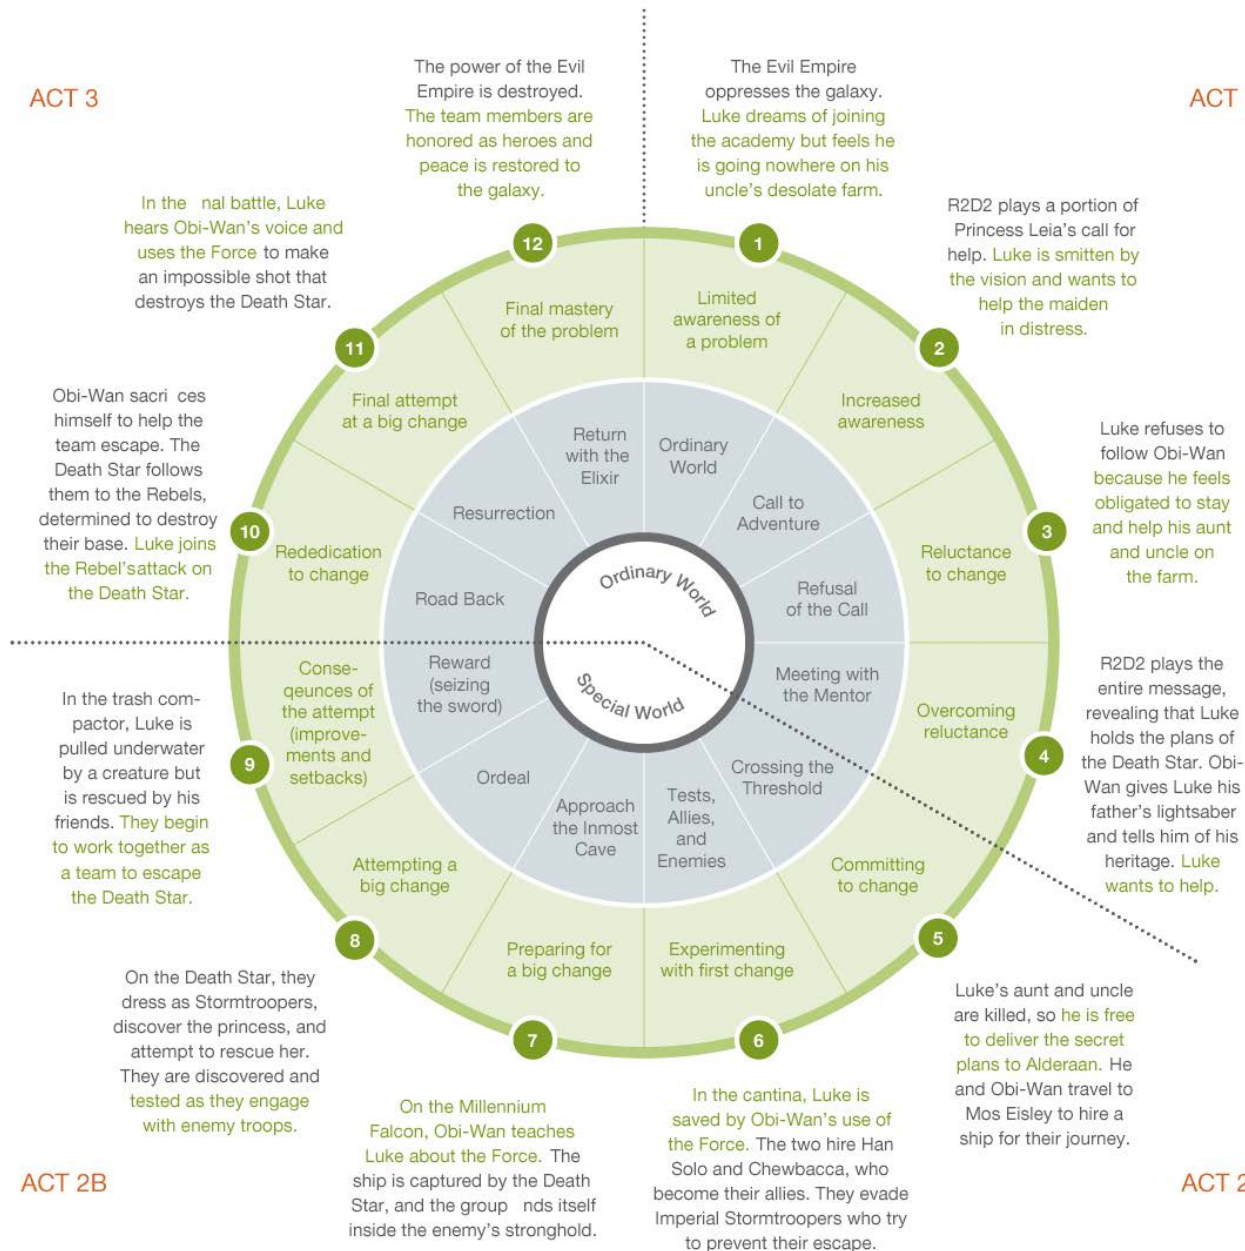 ACT 3
The power of the Evil
Empire is destroyed.
The team members are
honored as heroes and
peace is restored to
the galaxy.
The Evil Empire
oppresses the galaxy.
Luke dreams of joining
the academy but feels he
is going nowhere on his
uncle's desolate farm.
ACT
In the nal battle, Luke
hears Obi-Wan's voice and
uses the Force to make
an impossible shot that
destroys the Death Star.
R2D2 plays a portion of
Princess Leia's call for
help. Luke is smitten by
the vision and wants to
help the maiden
in distress.
12
1
Final mastery
of the problem
Limited
awareness of
a problem
11
2
Final attempt
at a big change
Increased
awareness
Obi-Wan sacri ces
himself to help the
team escape. The
Death Star follows
them to the Rebels,
determined to destroy
their base. Luke joins
the Rebel'sattack on
the Death Star.
Return
with the
Elixir
Ordinary
World
Luke refuses to
follow Obi-Wan
because he feels
obligated to stay
and help his aunt
and uncle on
the farm.
Resurrection
Call to
Adventure
10
3
Rededication
to change
Reluctance
to change
Road Back
Ordinary World
Refusal
of the Call
Reward
(seizing
the sword)
Special World
Meeting with
the Mentor
Conse-
qeunces of
the attempt
(improve-
ments and
setbacks)
Overcoming
reluctance
R2D2 plays the
entire message,
revealing that Luke
holds the plans of
the Death Star. Obi-
Wan gives Luke his
father's lightsaber
and tells him of his
heritage. Luke
wants to help.
In the trash com-
pactor, Luke is
pulled underwater
by a creature but
is rescued by his
friends. They begin
to work together as
a team to escape
the Death Star.
9
4
Ordeal
Approach
the Inmost
Cave
Tests,
Allies,
and
Enemies
Crossing the
Threshold
Attempting a
big change
Committing
to change
8
5
Preparing for
a big change
Experimenting
with first change
On the Death Star, they
dress as Stormtroopers,
discover the princess, and
attempt to rescue her.
They are discovered and
tested as they engage
with enemy troops.
Luke's aunt and uncle
are killed, so he is free
to deliver the secret
plans to Alderaan. He
and Obi-Wan travel to
Mos Eisley to hire a
ship for their journey.
7
6
On the Millennium
Falcon, Obi-Wan teaches
Luke about the Force. The
ship is captured by the Death
Star, and the group nds itself
inside the enemy's stronghold.
In the cantina, Luke is
saved by Obi-Wan's use of
the Force. The two hire Han
Solo and Chewbacca, who
become their allies. They evade
Imperial Stormtroopers who try
to prevent their escape.
ACT 2B
ACT 2